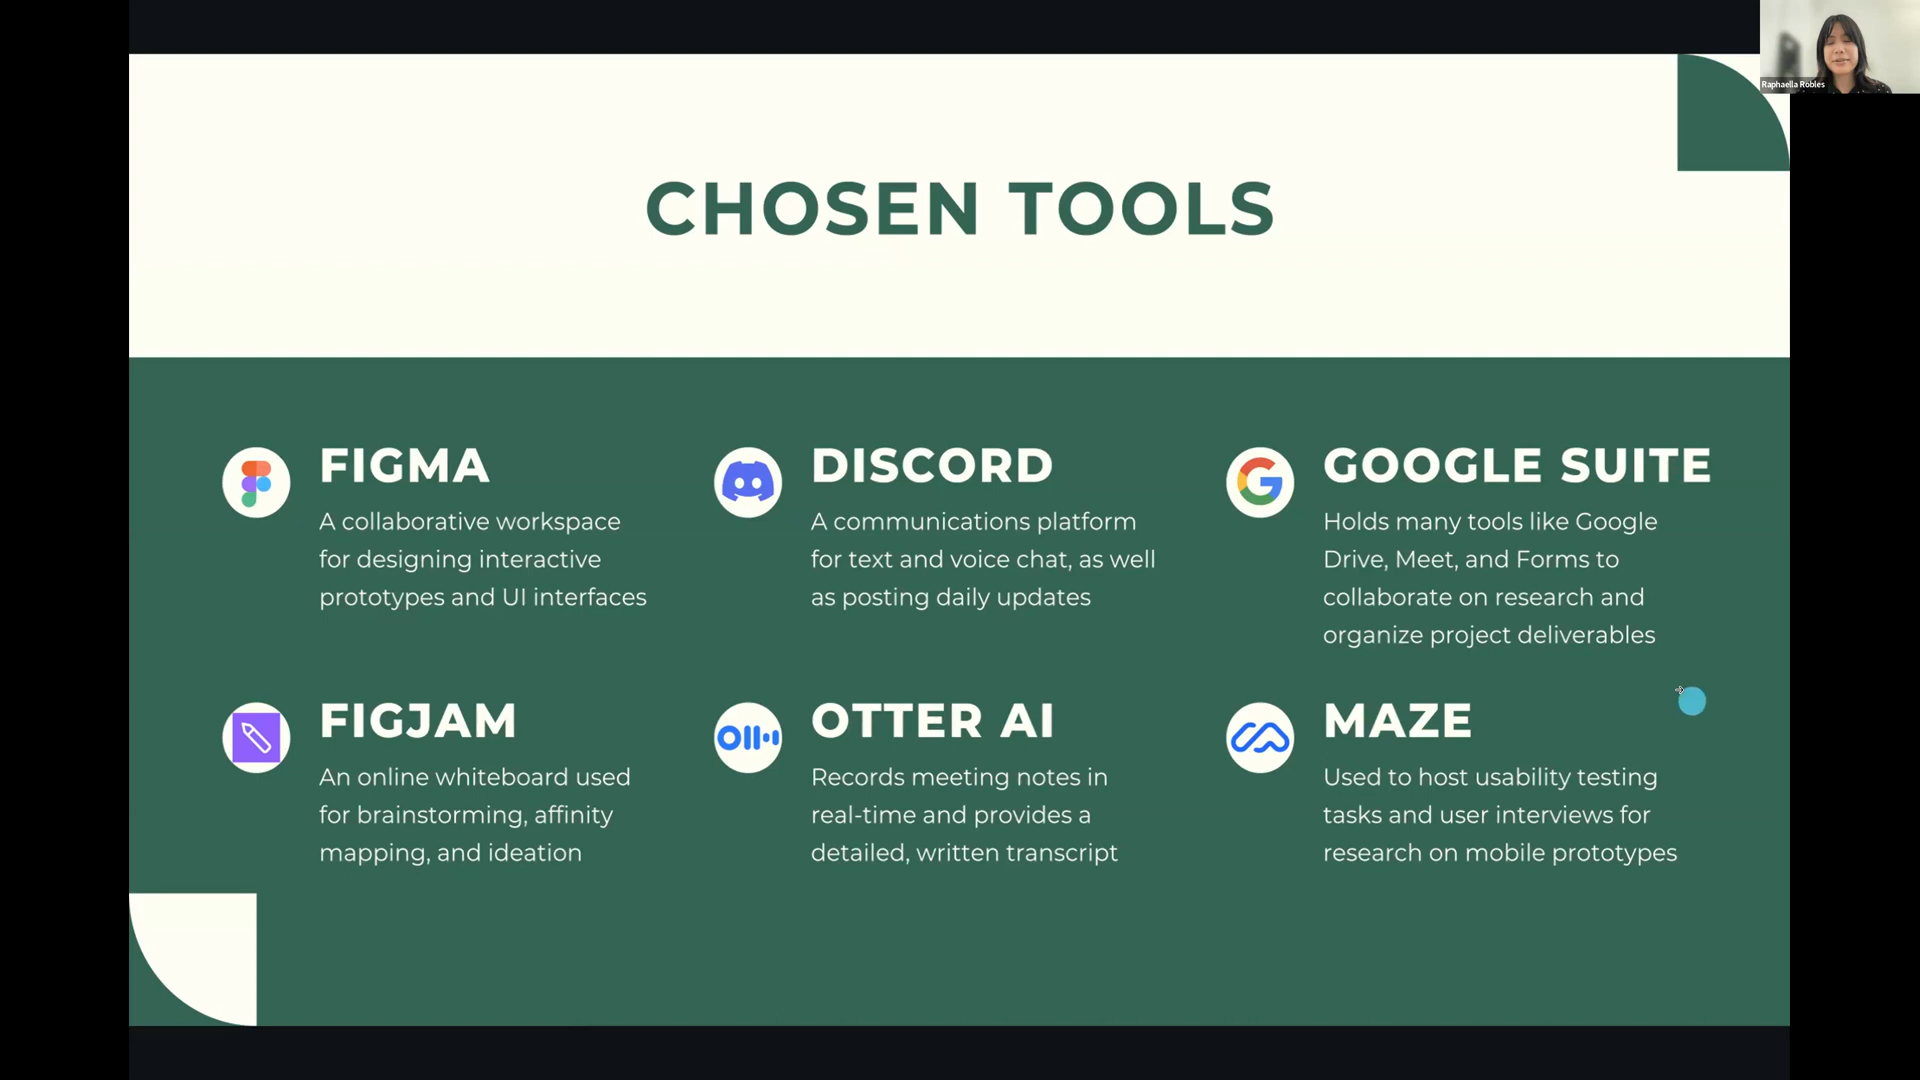 Raphaella Robles
CHOSEN TOOLS
FIGMA
A collaborative workspace
for designing interactive
prototypes and UI interfaces
DISCORD
A communications platform
for text and voice chat, as well
as posting daily updates
GOOGLE SUITE
Holds many tools like Google
Drive, Meet, and Forms to
collaborate on research and
organize project deliverables
FIGJAM
An online whiteboard used
for brainstorming, affinity
mapping, and ideation
OTTER AI
Records meeting notes in
real-time and provides a
detailed, written transcript
MAZE
Used to host usability testing
tasks and user interviews for
research on mobile prototypes